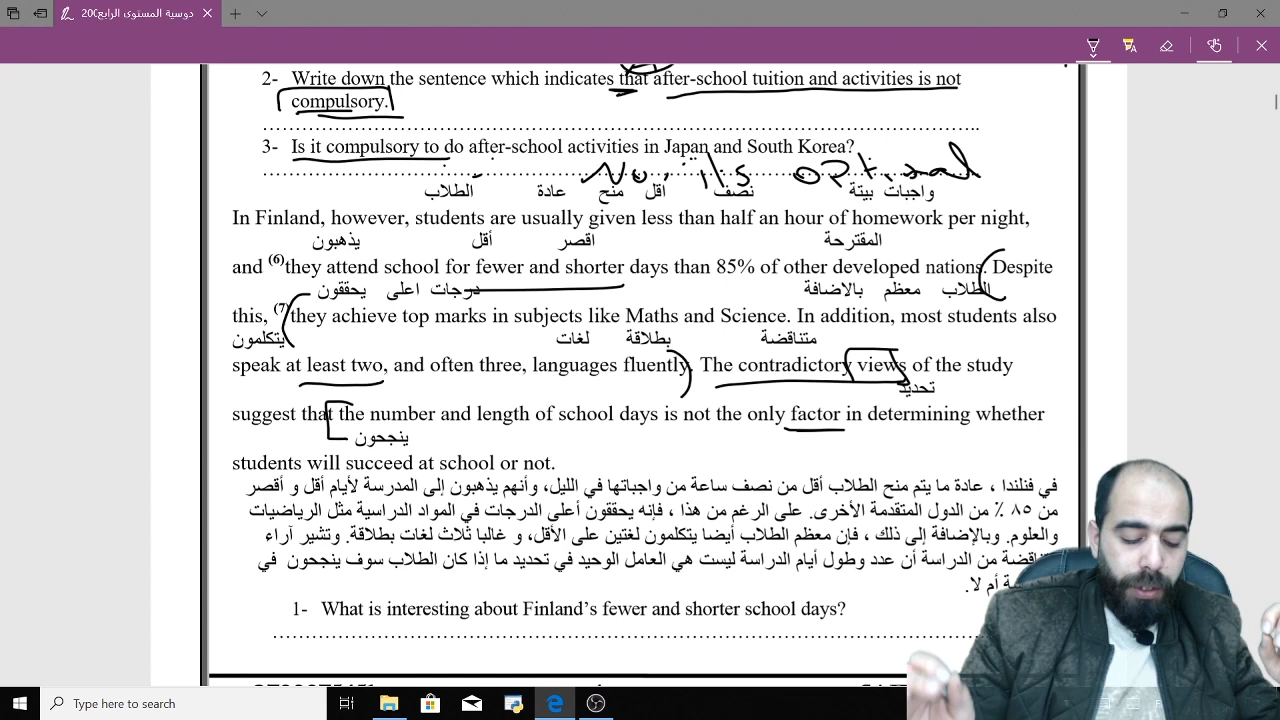 دوسية المستوى الرابع200
2- Write down the sentence which indicates that after-school tuition and activities is not
compulsory.
3- Is it compulsory to do after-school activities in Japan and South Korea?
No, it's optional
الطلاب عادة منح اقل نصف واجبات بيتة
In Finland, however, students are usually given less than half an hour of homework per night,
يذهبون أقل اقصر المقترحة
and (6)they attend school for fewer and shorter days than 85% of other developed nations. Despite
يحققون اعلى درجات بالاضافة معظم الطلاب
this, (7)they achieve top marks in subjects like Maths and Science. In addition, most students also
يتكلمون لغات بطلاقة متناقضة
speak at least two, and often three, languages fluently. The contradictory views of the study
تحديد
suggest that the number and length of school days is not the only factor in determining whether
ينجحون
students will succeed at school or not.
في فنلندا ، عادة ما يتم منح الطلاب أقل من نصف ساعة من واجباتها في الليل، وأنهم يذهبون إلى المدرسة لأيام أقل و أقصر
من ٨٥ ٪ من الدول المتقدمة الأخرى. على الرغم من هذا ، فإنه يحققون أعلى الدرجات في المواد الدراسية مثل الرياضيات
والعلوم. وبالإضافة إلى ذلك ، فإن معظم الطلاب أيضا يتكلمون لغتين على الأقل، و غالبا ثلاث لغات بطلاقة. وتشير آراء
من الدراسة أن عدد وطول أيام الدراسة ليست هي العامل الوحيد في تحديد ما إذا كان الطلاب سوف ينجحون في
أم لا.
1- What is interesting about Finland's fewer and shorter school days?
Type here to search